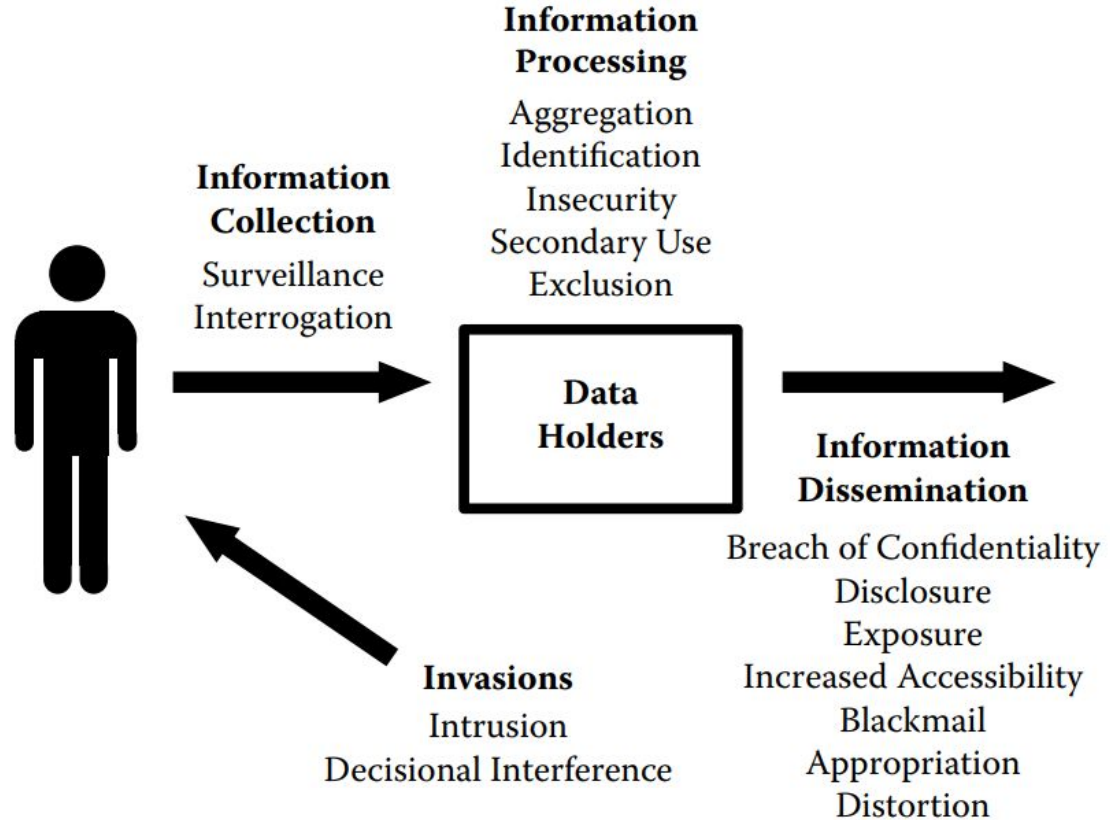 Information
Processing
Aggregation
Identification
Insecurity
Secondary Use
Exclusion
Information
Collection
Surveillance
Interrogation
Data
Holders
Information
Dissemination
Breach of Confidentiality
Disclosure
Exposure
Increased Accessibility
Blackmail
Appropriation
Distortion
Invasions
Intrusion
Decisional Interference